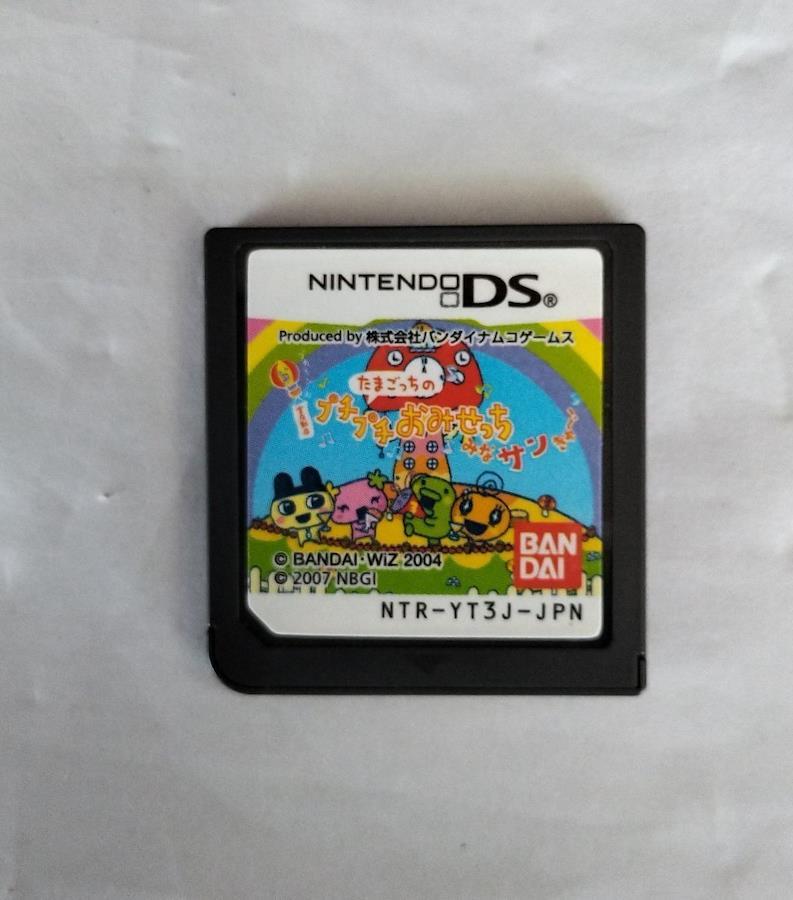 NINTENDO DS®
Produced by 株式会社バンダイナムコゲームス
たまごっちの
プチプチおみせっち
みなサンきゅ〜!
© BANDAI・WiZ 2004
© 2007 NBGI
BAN
DAI
NTR-YT3J-JPN